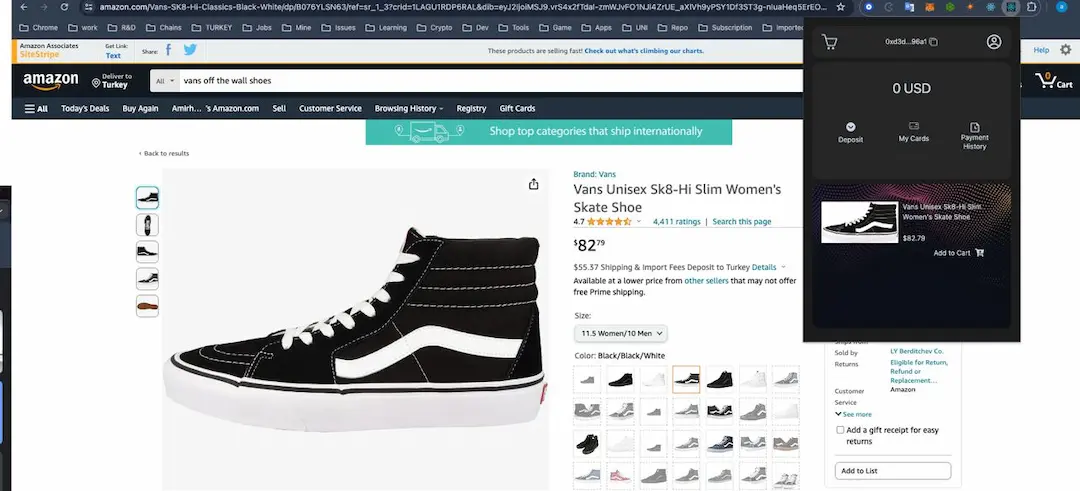 amazon.com/Vans-SK8-Hi-Classics-Black-White/dp/B076YLSN63/ref=sr_1_3?crid=1LAGU1RDP6RAL&dib=
Chrome work R&D Chains TURKEY Jobs Mine Issues Learning Crypto Dev Tools Game Apps UNI Repo Subscription Importe
Amazon Associates
SiteStripe
Get Link:
Text
Share:
These products are selling fast! Check out what's climbing our charts.
Help
amazon
Deliver to
Turkey
All
vans off the wall shoes
0
Cart
All Today's Deals Buy Again Amirh... 's Amazon.com Sell Customer Service Browsing History Registry Gift Cards
Shop top categories that ship internationally
‹ Back to results
Brand: Vans
Vans Unisex Sk8-Hi Slim Women's
Skate Shoe
4.7 4,411 ratings | Search this page
$82 79
$55.37 Shipping & Import Fees Deposit to Turkey Details
Available at a lower price from other sellers that may not offer
free Prime shipping.
Size:
11.5 Women/10 Men
Color: Black/Black/White
0xd3d...96a1
0 USD
Deposit
My Cards
Payment
History
Vans Unisex Sk8-Hi Slim
Women's Skate Shoe
$82.79
Add to Cart
Sold by
LY Berditchev Co.
Returns
Eligible for Return,
Refund or
Replacement...
Customer
Service
Amazon
See more
Add a gift receipt for easy
returns
Add to List